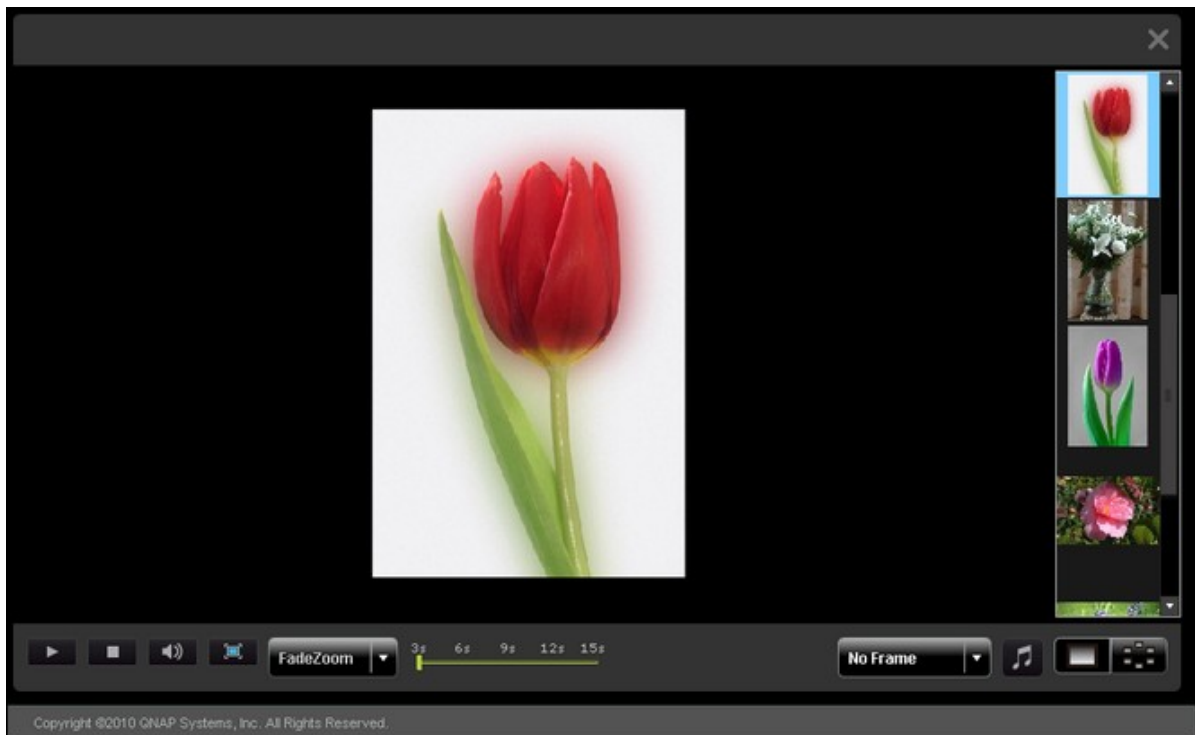 3s 6s 9s 12s 15s
FadeZoom
No Frame
Copyright ©2010 QNAP Systems, Inc. All Rights Reserved.